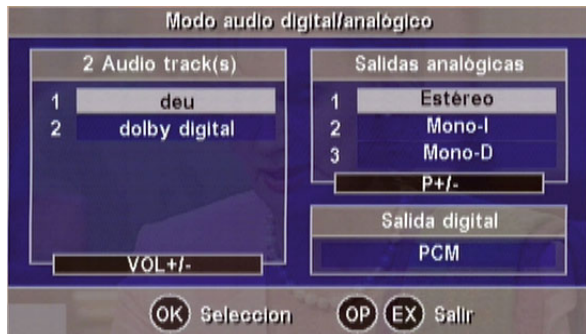 Modo audio digital/analógico
2 Audio track(s)
1 deu
2 dolby digital
VOL+/-
Salidas analógicas
1 Estéreo
2 Mono-I
3 Mono-D
P+/-
Salida digital
PCM
OK Seleccion OP EX Salir